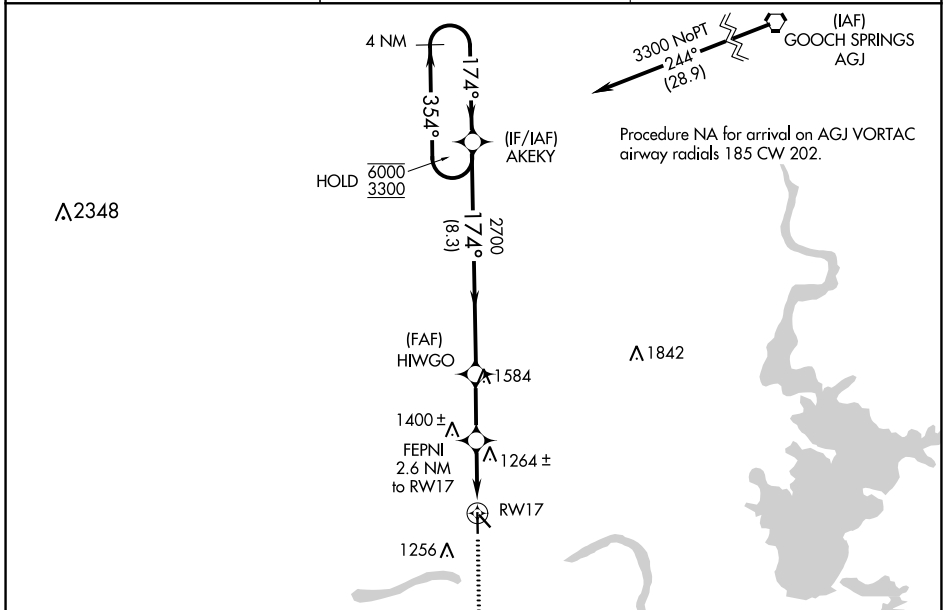 4 NM
174°
354°
(IF/IAF)
AKEKY
HOLD
6000
3300
3300 NoPT
244°
(28.9)
(IAF)
GOOCH SPRINGS
AGJ
Procedure NA for arrival on AGJ VORTAC
airway radials 185 CW 202.
2348
174°
2700
(8.3)
(FAF)
HIWGO
1584
1842
1400 ±
FEPNI
2.6 NM
to RW17
1264 ±
RW17
1256